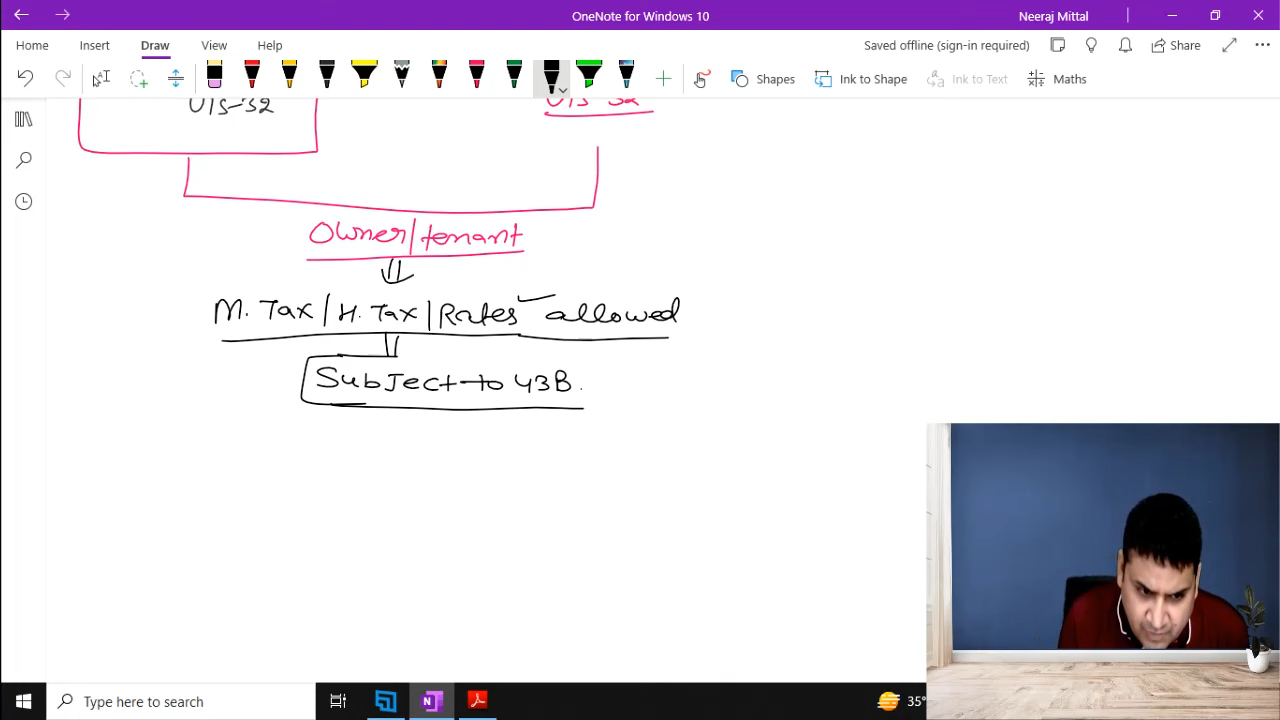 OneNote for Windows 10
Neeraj Mittal
Home Insert Draw View Help
Saved offline (sign-in required)
Share
Shapes
Ink to Shape
Ink to Text
Maths
U/S-32
U/S-32
Owner/tenant
M. Tax/H. Tax/Rates allowed
Subject to 43B.
Type here to search
35°